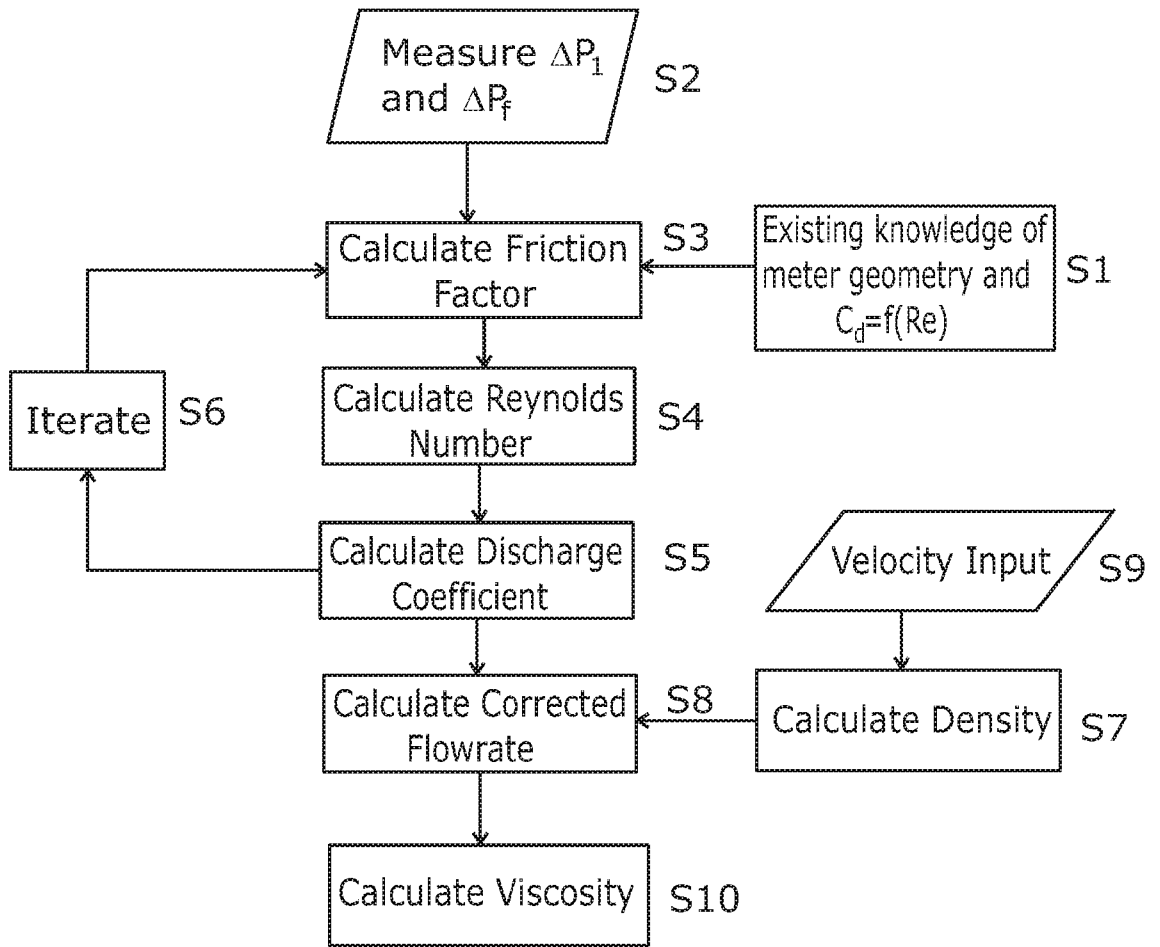 Measure ΔP₁
and ΔP_f
S2
Calculate Friction
Factor
S3
Existing knowledge of
meter geometry and
C_d=f(Re)
S1
Calculate Reynolds
Number
S4
Iterate
S6
Calculate Discharge
Coefficient
S5
Velocity Input
S9
Calculate Corrected
Flowrate
S8
Calculate Density
S7
Calculate Viscosity
S10